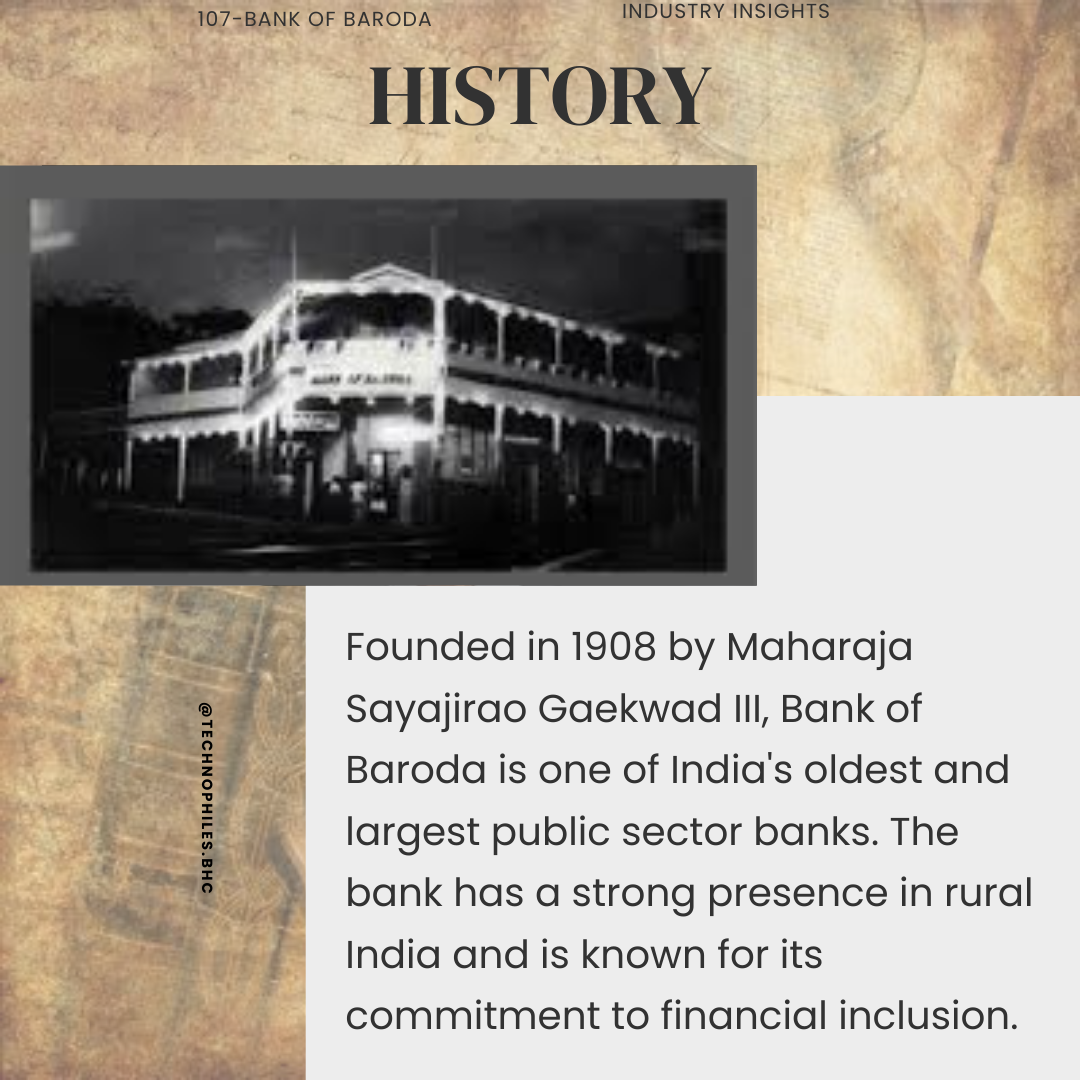 107-BANK OF BARODA
INDUSTRY INSIGHTS
HISTORY
Founded in 1908 by Maharaja
Sayajirao Gaekwad III, Bank of
Baroda is one of India's oldest and
largest public sector banks. The
bank has a strong presence in rural
India and is known for its
commitment to financial inclusion.
@TECHNOPHILES.BHC